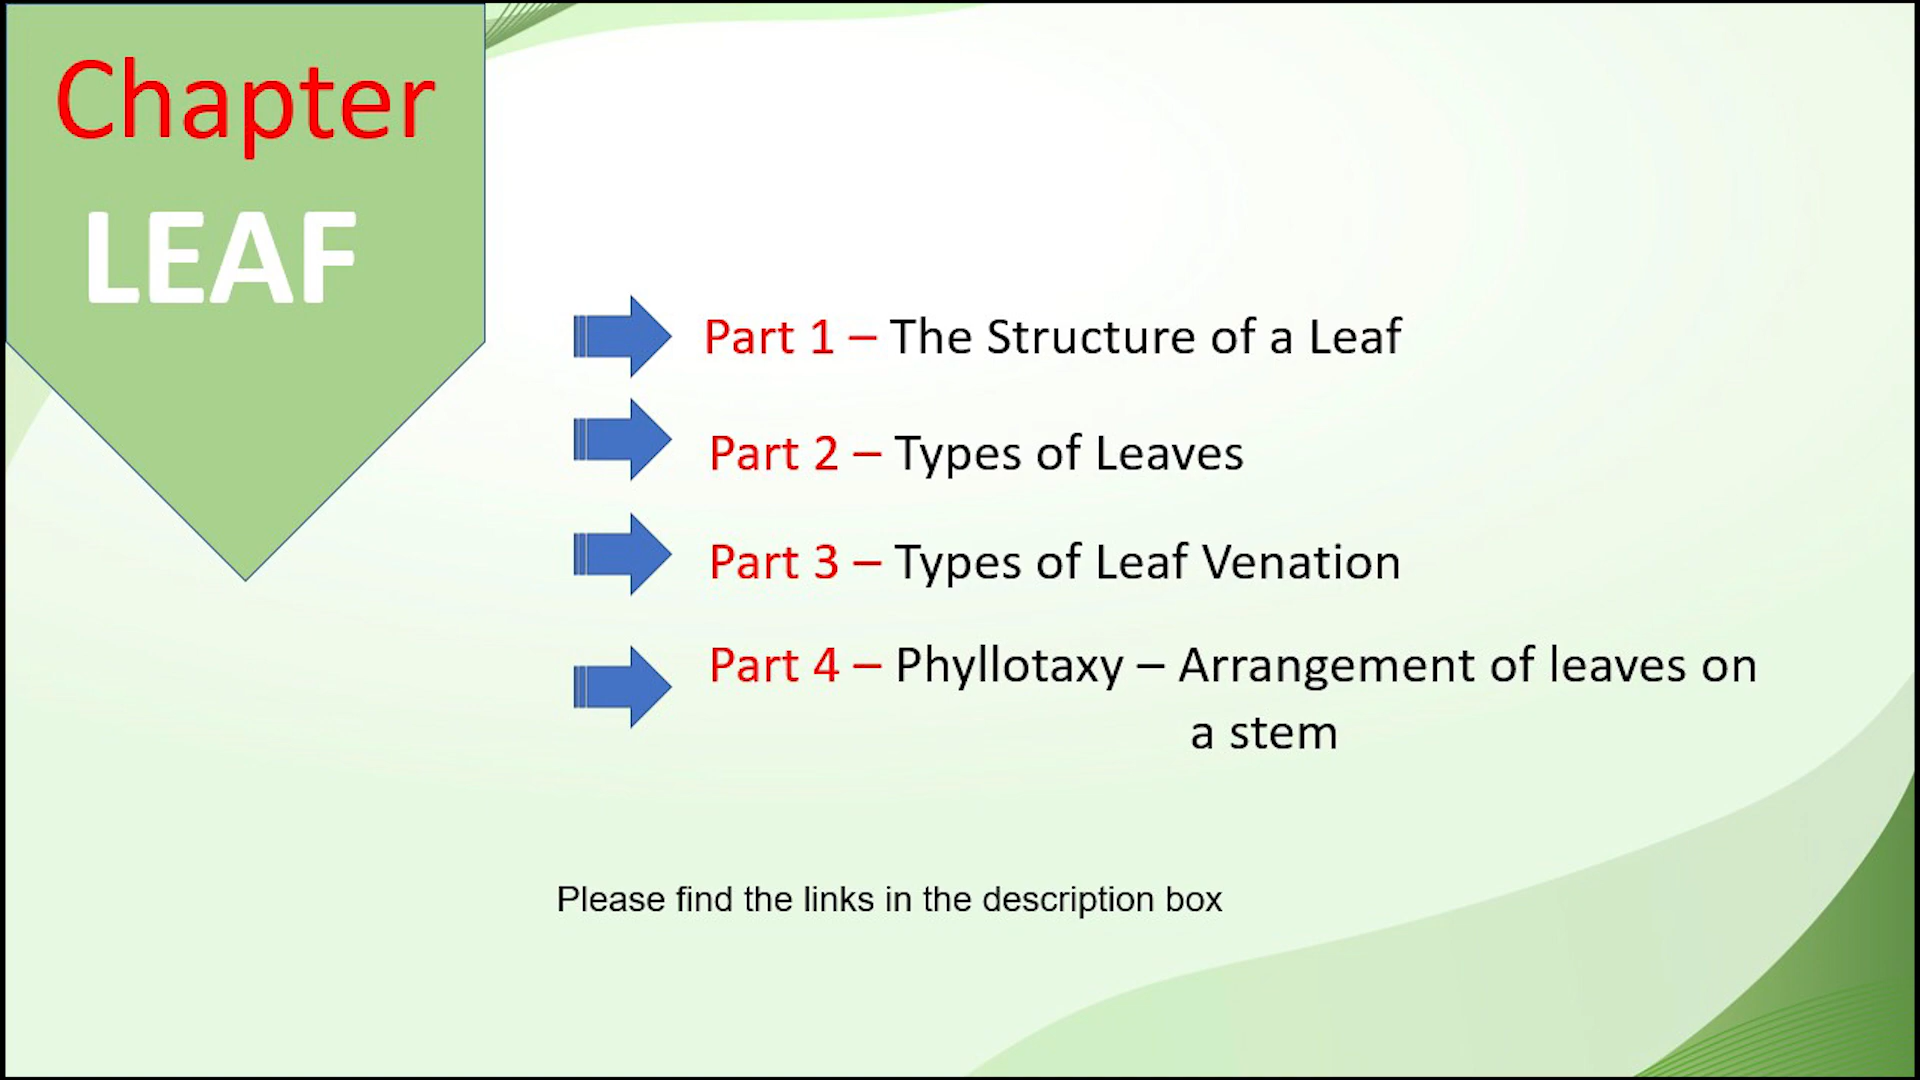 Chapter
LEAF
Part 1 – The Structure of a Leaf
Part 2 – Types of Leaves
Part 3 – Types of Leaf Venation
Part 4 – Phyllotaxy – Arrangement of leaves on
a stem
Please find the links in the description box